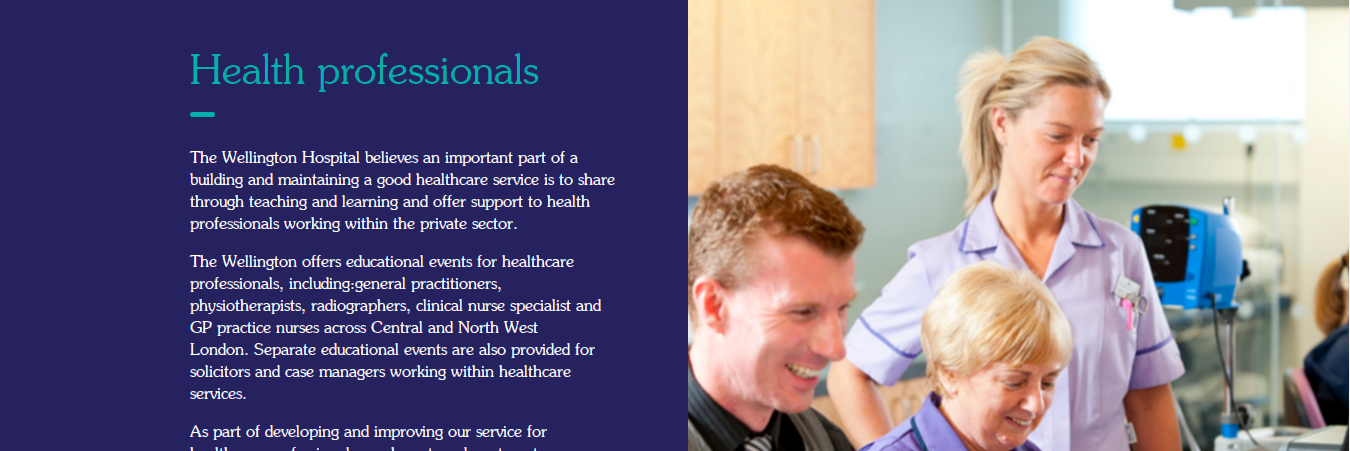 Health professionals
The Wellington Hospital believes an important part of a
building and maintaining a good healthcare service is to share
through teaching and learning and offer support to health
professionals working within the private sector.
The Wellington offers educational events for healthcare
professionals, including:general practitioners,
physiotherapists, radiographers, clinical nurse specialist and
GP practice nurses across Central and North West
London. Separate educational events are also provided for
solicitors and case managers working within healthcare
services.
As part of developing and improving our service for